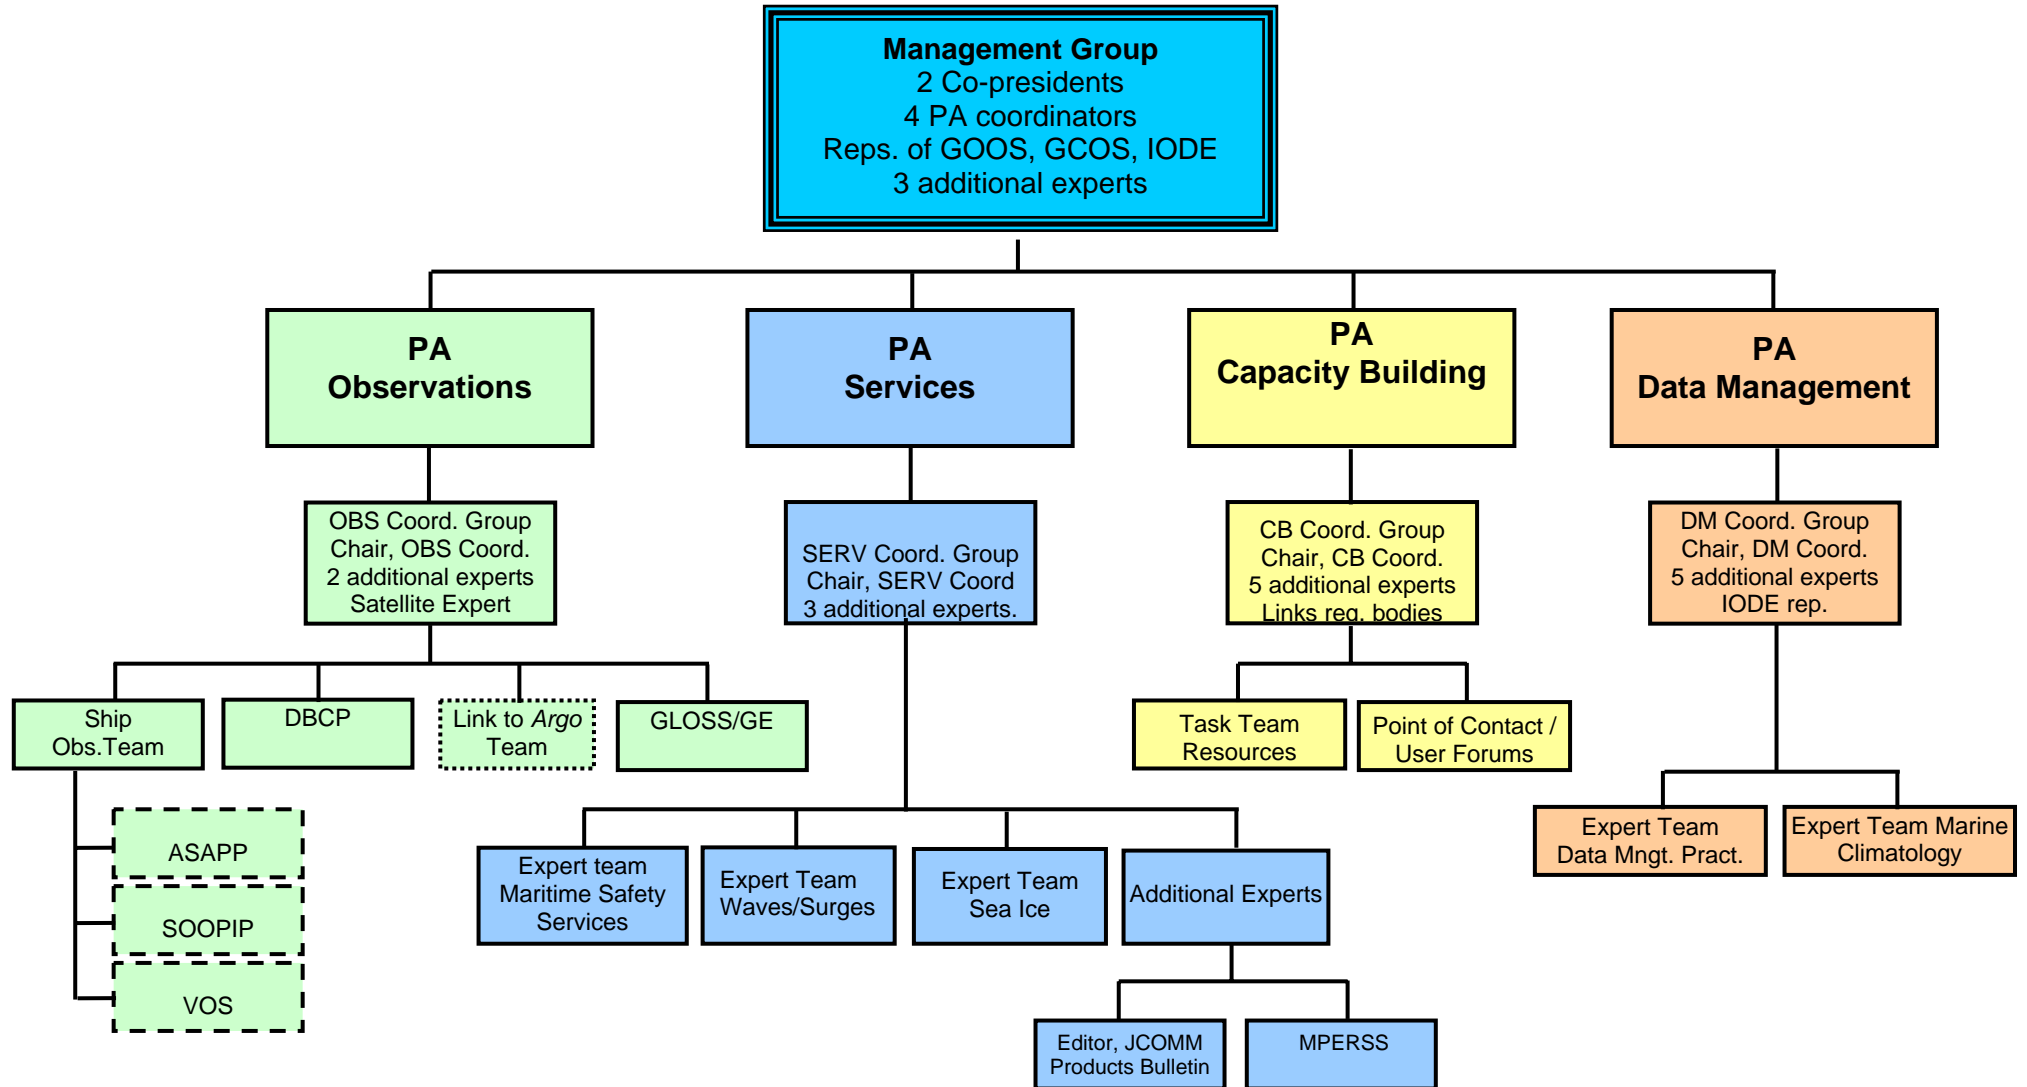 Management Group
2 Co-presidents
4 PA coordinators
Reps. of GOOS, GCOS, IODE
3 additional experts
PA
Observations
PA
Services
PA
Capacity Building
PA
Data Management
OBS Coord. Group
Chair, OBS Coord.
2 additional experts
Satellite Expert
SERV Coord. Group
Chair, SERV Coord
3 additional experts.
CB Coord. Group
Chair, CB Coord.
5 additional experts
Links reg. bodies
DM Coord. Group
Chair, DM Coord.
5 additional experts
IODE rep.
Ship
Obs.Team
DBCP
Link to Argo
Team
GLOSS/GE
Task Team
Resources
Point of Contact /
User Forums
ASAPP
SOOPIP
VOS
Expert team
Maritime Safety
Services
Expert Team
Waves/Surges
Expert Team
Sea Ice
Additional Experts
Expert Team
Data Mngt. Pract.
Expert Team Marine
Climatology
Editor, JCOMM
Products Bulletin
MPERSS